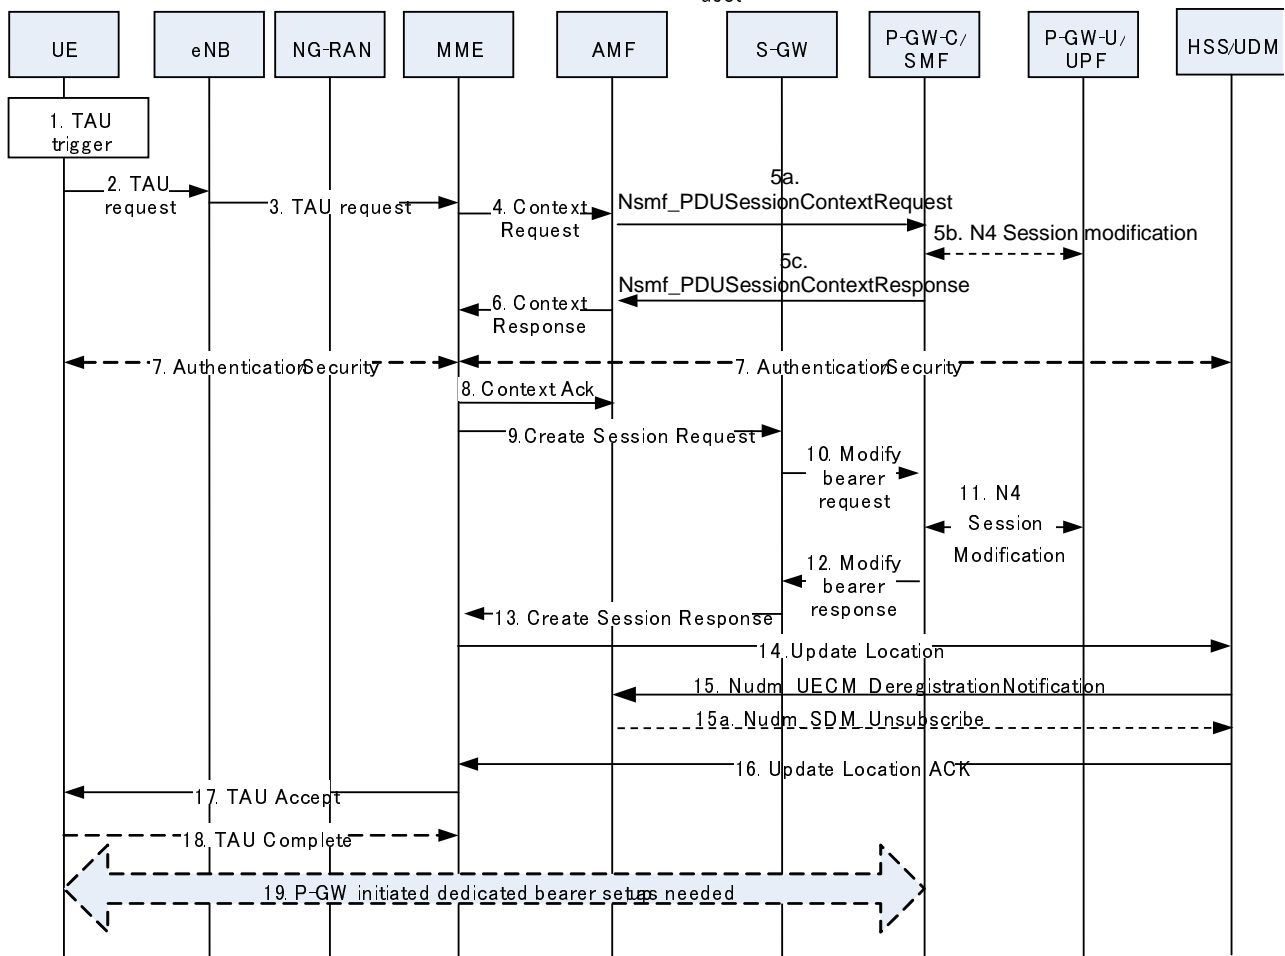 UE
eNB
NG-RAN
MME
AMF
S-GW
P-GW-C/
SMF
P-GW-U/
UPF
HSS/UDM
1. TAU
trigger
2. TAU
request
3. TAU request
4. Context
Request
5a.
Nsmf_PDUSessionContextRequest
5b. N4 Session modification
5c.
Nsmf_PDUSessionContextResponse
6. Context
Response
7. Authentication/Security
7. Authentication/Security
8. Context Ack
9.Create Session Request
10. Modify
bearer
request
11. N4
Session
Modification
12. Modify
bearer
response
13. Create Session Response
14.Update Location
15. Nudm_UECM_DeregistrationNotification
15a. Nudm_SDM_Unsubscribe
16. Update Location ACK
17. TAU Accept
18. TAU Complete
19. P-GW initiated dedicated bearer setup as needed